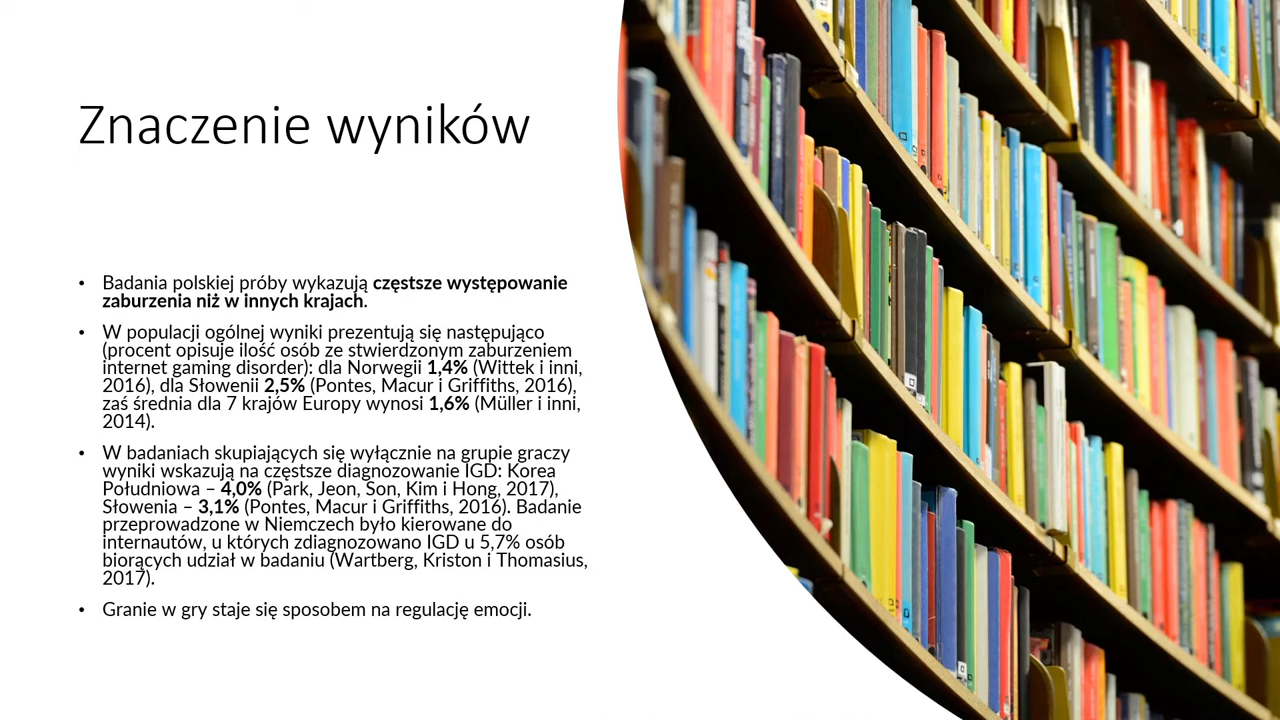 Znaczenie wyników
• Badania polskiej próby wykazują częstsze występowanie
zaburzenia niż w innych krajach.
• W populacji ogólnej wyniki prezentują się następująco
(procent opisuje ilość osób ze stwierdzonym zaburzeniem
internet gaming disorder): dla Norwegii 1,4% (Wittek i inni,
2016), dla Słowenii 2,5% (Pontes, Macur i Griffiths, 2016),
zaś średnia dla 7 krajów Europy wynosi 1,6% (Müller i inni,
2014).
• W badaniach skupiających się wyłącznie na grupie graczy
wyniki wskazują na częstsze diagnozowanie IGD: Korea
Południowa – 4,0% (Park, Jeon, Son, Kim i Hong, 2017),
Słowenia – 3,1% (Pontes, Macur i Griffiths, 2016). Badanie
przeprowadzone w Niemczech było kierowane do
internautów, u których zdiagnozowano IGD u 5,7% osób
biorących udział w badaniu (Wartberg, Kriston i Thomasius,
2017).
• Granie w gry staje się sposobem na regulację emocji.